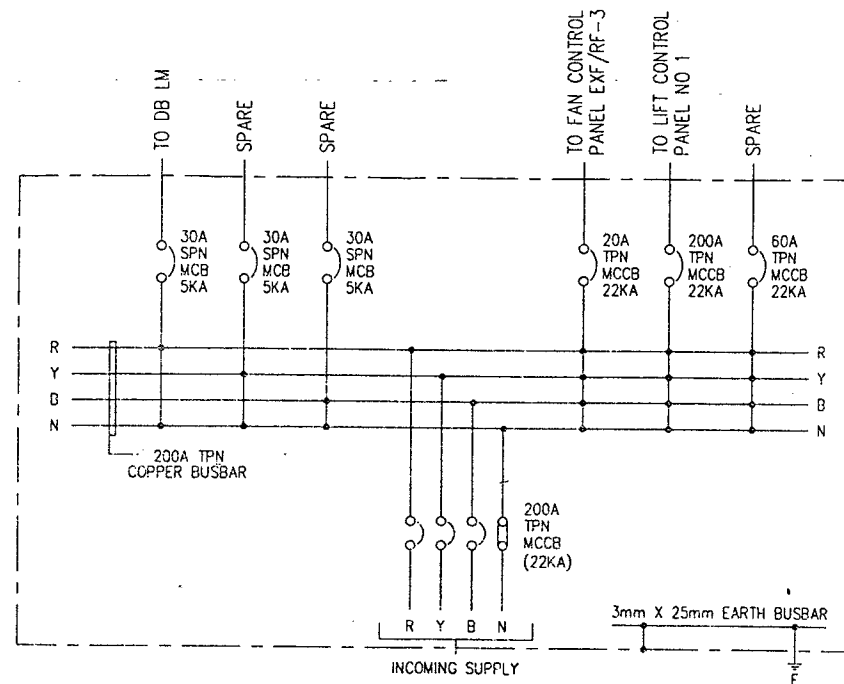 TO DB LM
SPARE
SPARE
TO FAN CONTROL
PANEL EXF/RF-3
TO LIFT CONTROL
PANEL NO 1
SPARE
30A
SPN
MCB
5KA
30A
SPN
MCB
5KA
30A
SPN
MCB
5KA
20A
TPN
MCCB
22KA
200A
TPN
MCCB
22KA
60A
TPN
MCCB
22KA
R
Y
B
N
R
Y
B
N
200A TPN
COPPER BUSBAR
200A
TPN
MCCB
(22KA)
R Y B N
INCOMING SUPPLY
3mm X 25mm EARTH BUSBAR
E